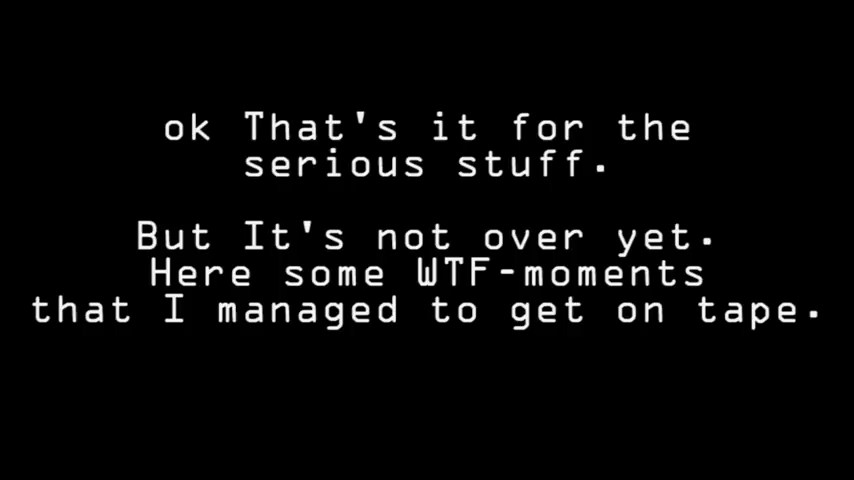 ok That's it for the
serious stuff.
But It's not over yet.
Here some WTF-moments
that I managed to get on tape.